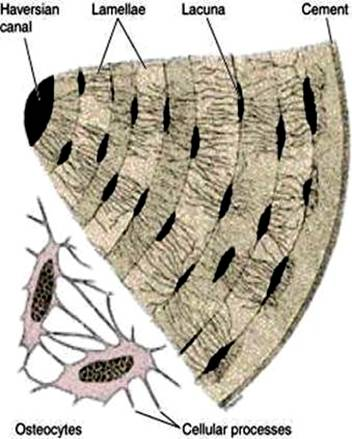 Haversian canal
Lamellae
Lacuna
Cement
Osteocytes
Cellular processes